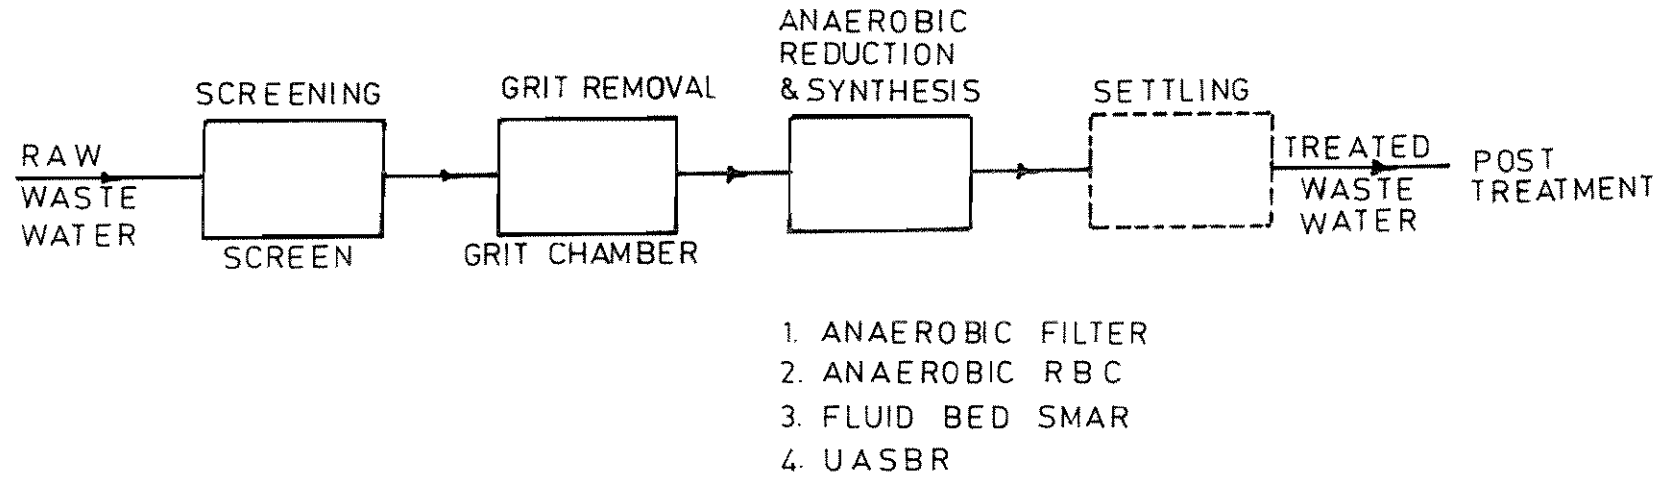 RAW
WASTE
WATER
SCREENING
SCREEN
GRIT REMOVAL
GRIT CHAMBER
ANAEROBIC
REDUCTION
& SYNTHESIS
SETTLING
TREATED
WASTE
WATER
POST
TREATMENT
1. ANAEROBIC FILTER
2. ANAEROBIC RBC
3. FLUID BED SMAR
4. UASBR